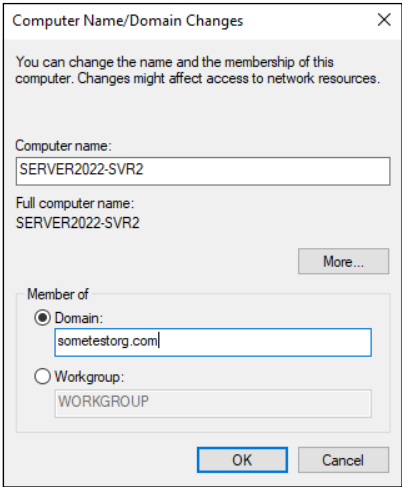 Computer Name/Domain Changes
You can change the name and the membership of this
computer. Changes might affect access to network resources.
Computer name:
SERVER2022-SVR2
Full computer name:
SERVER2022-SVR2
More...
Member of
Domain:
sometestorg.com
Workgroup:
WORKGROUP
OK
Cancel